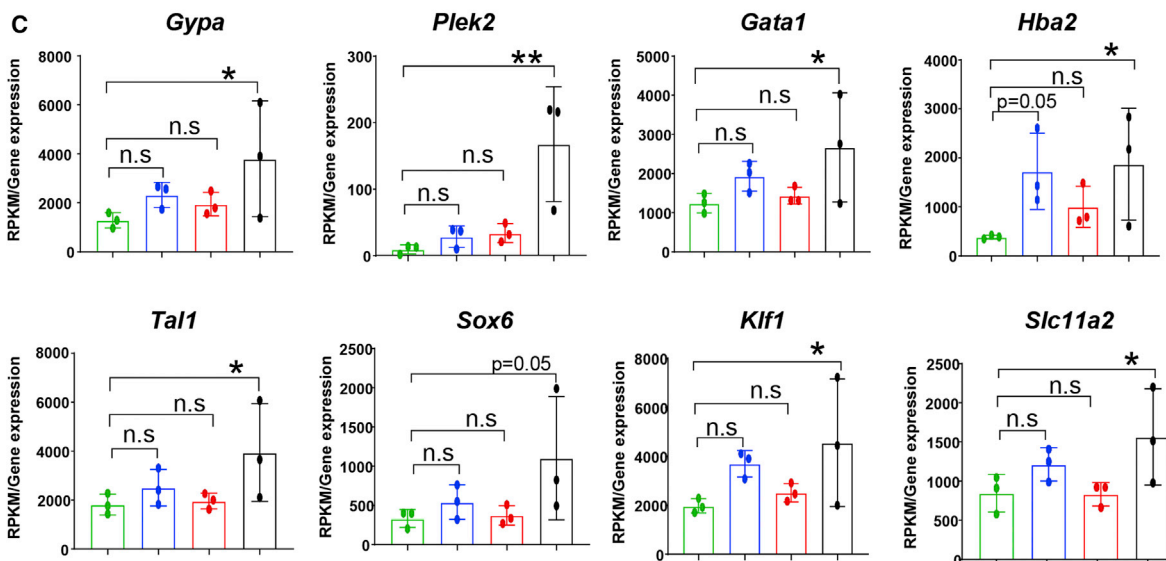 C
Gypa
Plek2
Gata1
Hba2
RPKM/Gene expression
8000
6000
4000
2000
0
n.s
n.s
*
RPKM/Gene expression
300
200
100
0
n.s
n.s
**
RPKM/Gene expression
5000
4000
3000
2000
1000
0
n.s
n.s
*
RPKM/Gene expression
4000
3000
2000
1000
0
p=0.05
n.s
*
Tal1
Sox6
Klf1
Slc11a2
RPKM/Gene expression
8000
6000
4000
2000
0
n.s
n.s
*
RPKM/Gene expression
2500
2000
1500
1000
500
0
n.s
n.s
p=0.05
RPKM/Gene expression
8000
6000
4000
2000
0
n.s
n.s
*
RPKM/Gene expression
2500
2000
1500
1000
500
0
n.s
n.s
*